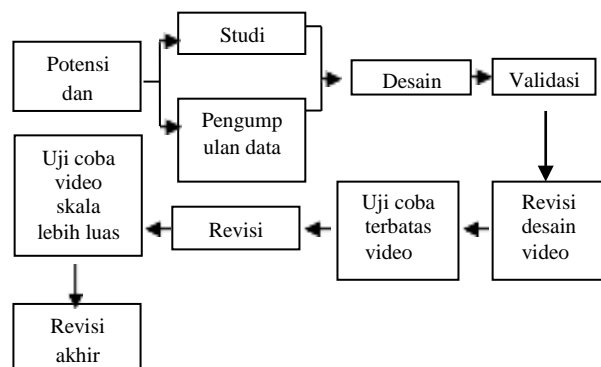 Potensi
dan
Studi
Pengump
ulan data
Desain
Validasi
Revisi
desain
video
Uji coba
terbatas
video
Revisi
Uji coba
video
skala
lebih luas
Revisi
akhir